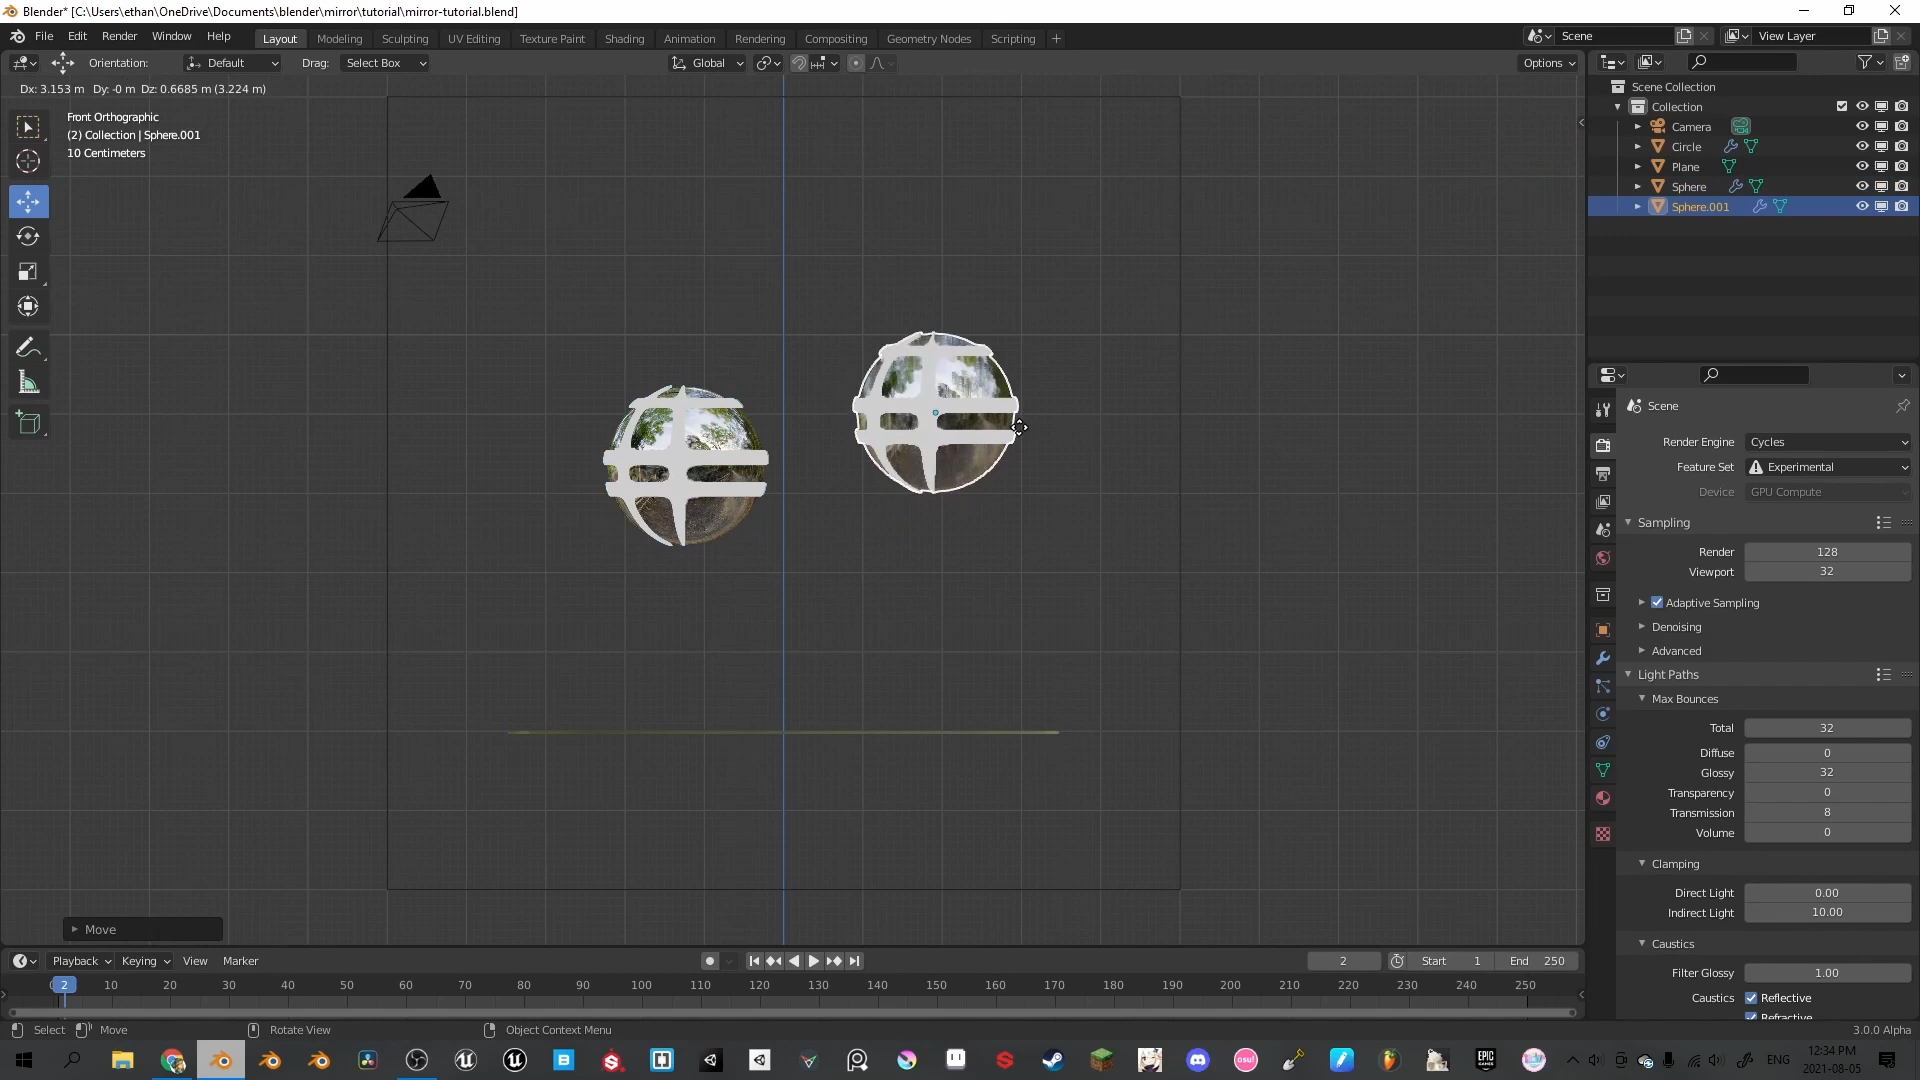 Blender* [C:\Users\ethan\OneDrive\Documents\blender\mirror\tutorial\mirror-tutorial.blend]
File Edit Render Window Help Layout Modeling Sculpting UV Editing Texture Paint Shading Animation Rendering Compositing Geometry Nodes Scripting + Scene View Layer
Orientation: Default Drag: Select Box Global Options
Dx: 3.153 m Dy: -0 m Dz: 0.6685 m (3.224 m)
Front Orthographic
(2) Collection | Sphere.001
10 Centimeters
Scene Collection
Collection
Camera
Circle
Plane
Sphere
Sphere.001
Scene
Render Engine Cycles
Feature Set Experimental
Device GPU Compute
Sampling
Render 128
Viewport 32
Adaptive Sampling
Denoising
Advanced
Light Paths
Max Bounces
Total 32
Diffuse 0
Glossy 32
Transparency 0
Transmission 8
Volume 0
Clamping
Direct Light 0.00
Indirect Light 10.00
Caustics
Filter Glossy 1.00
Caustics Reflective
Refractive
Move
Playback Keying View Marker 2 Start 1 End 250
2 10 20 30 40 50 60 70 80 90 100 110 120 130 140 150 160 170 180 190 200 210 220 230 240 250
Select Move Rotate View Object Context Menu 3.0.0 Alpha
osu! EPIC GAMES ENG 12:34 PM
2021-08-05